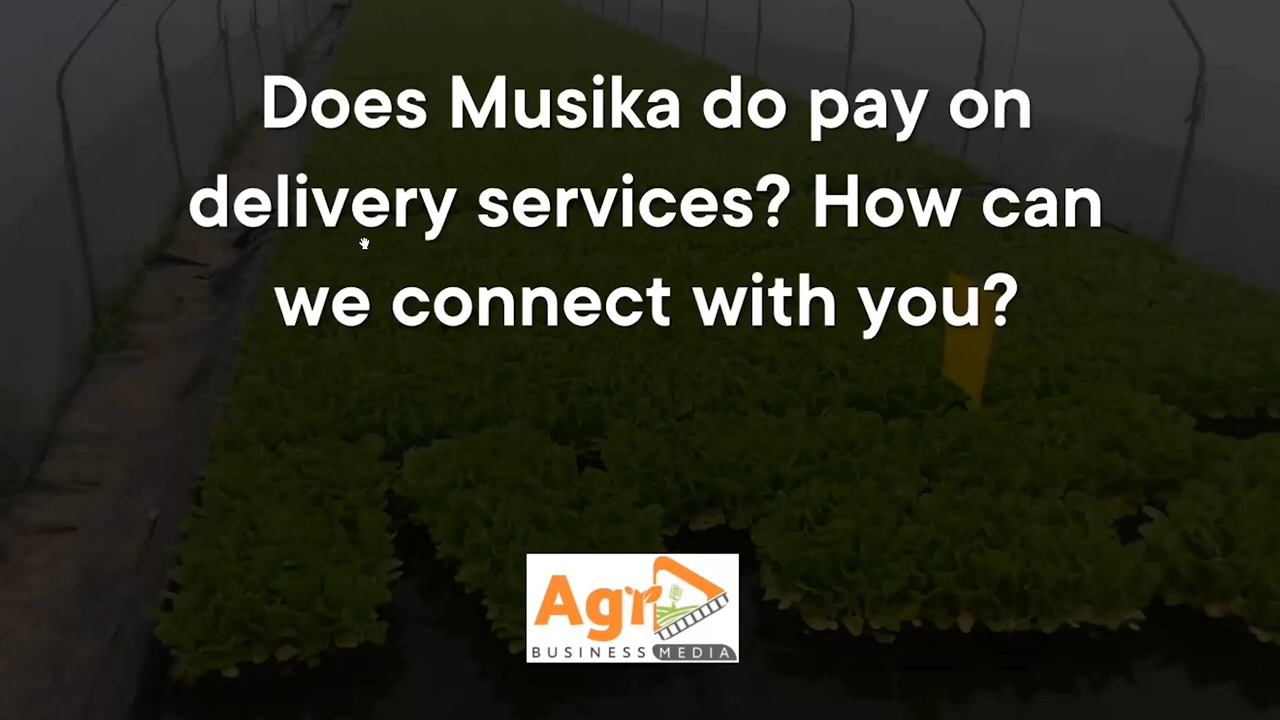 Does Musika do pay on
delivery services? How can
we connect with you?
Agri
BUSINESS MEDIA